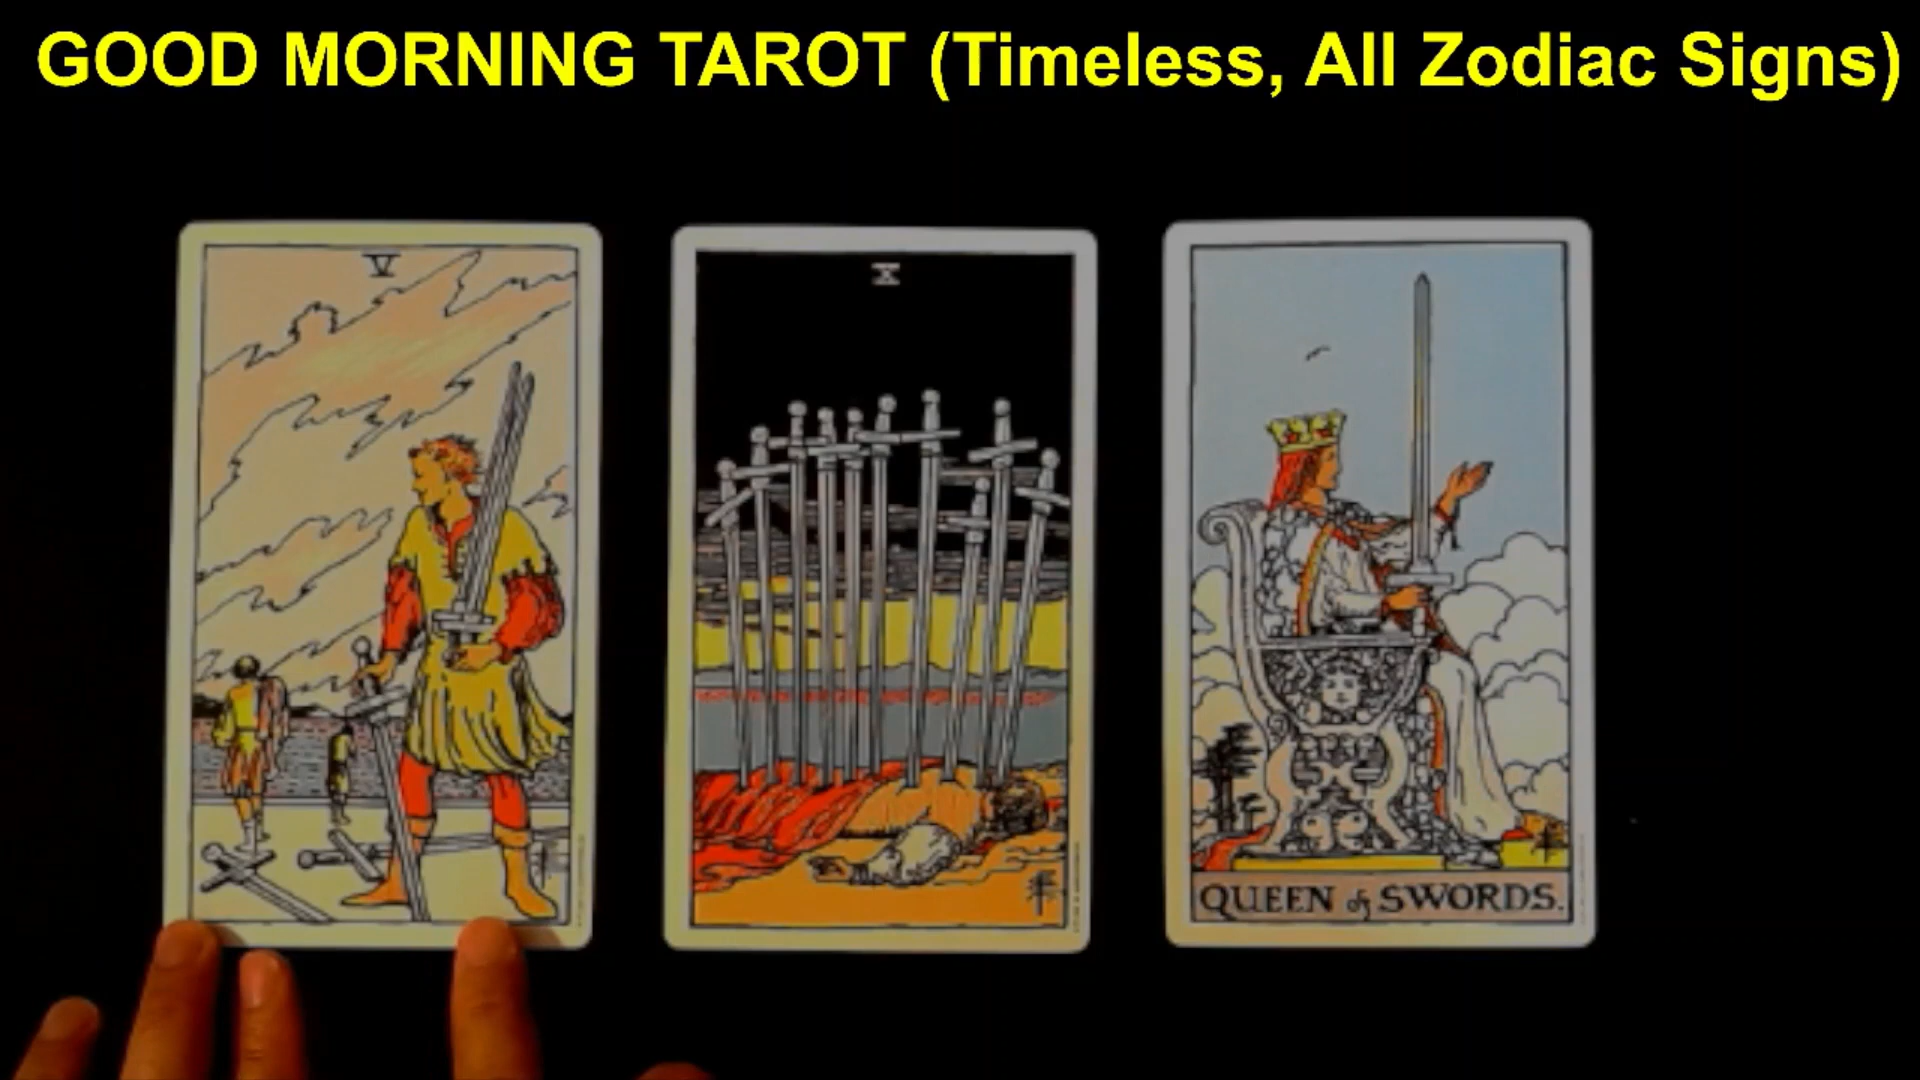 GOOD MORNING TAROT (Timeless, All Zodiac Signs)
V
X
QUEEN of SWORDS.